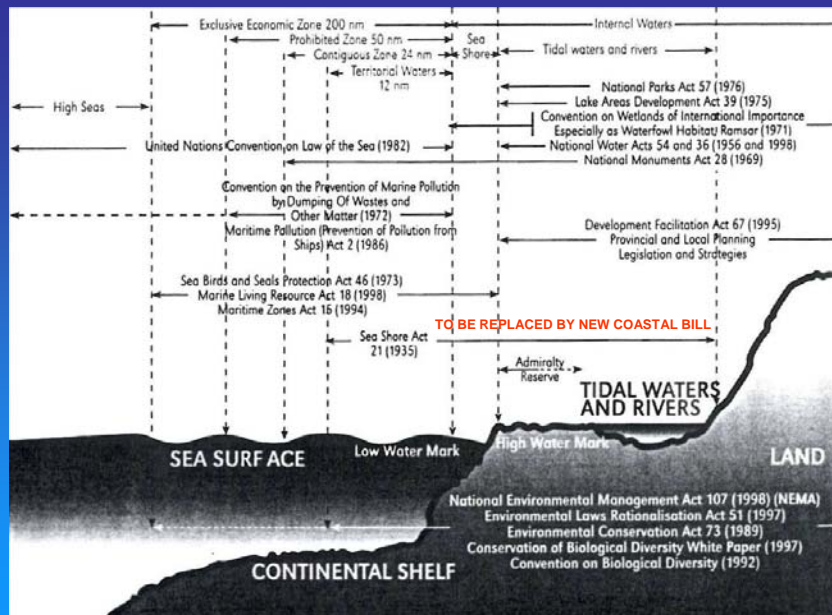 Exclusive Economic Zone 200 nm
Internal Waters
Prohibited Zone 50 nm
Sea
Shore
Tidal waters and rivers
Contiguous Zone 24 nm
Territorial Waters
12 nm
High Seas
National Parks Act 57 (1976)
Lake Areas Development Act 39 (1975)
Convention on Wetlands of International Importance
Especially as Waterfowl Habitat/ Ramsar (1971)
United Nations Convention on Law of the Sea (1982)
National Water Acts 54 and 36 (1956 and 1998)
National Monuments Act 28 (1969)
Convention on the Prevention of Marine Pollution
by Dumping Of Wastes and
Other Matter (1972)
Maritime Pollution (Prevention of Pollution from
Ships) Act 2 (1986)
Development Facilitation Act 67 (1995)
Provincial and Local Planning
Legislation and Strategies
Sea Birds and Seals Protection Act 46 (1973)
Marine Living Resource Act 18 (1998)
Maritime Zones Act 15 (1994)
TO BE REPLACED BY NEW COASTAL BILL
Sea Shore Act
21 (1935)
Admiralty
Reserve
TIDAL WATERS
AND RIVERS
Low Water Mark
High Water Mark
SEA SURFACE
LAND
National Environmental Management Act 107 (1998) (NEMA)
Environmental Laws Rationalisation Act 51 (1997)
Environmental Conservation Act 73 (1989)
Conservation of Biological Diversity White Paper (1997)
Convention on Biological Diversity (1992)
CONTINENTAL SHELF